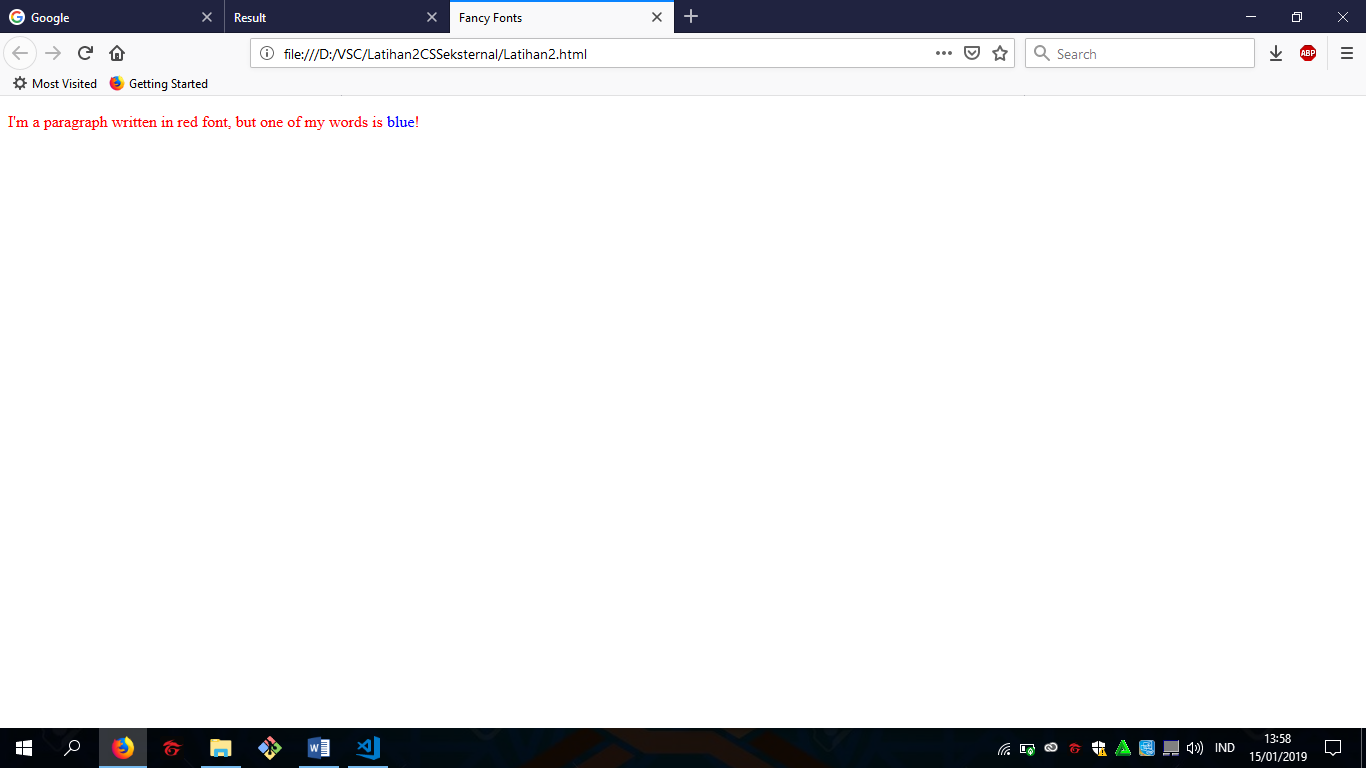 Google
Result
Fancy Fonts
file:///D:/VSC/Latihan2CSSeksternal/Latihan2.html
Search
ABP
Most Visited
Getting Started
I'm a paragraph written in red font, but one of my words is blue!
IND
13:58
15/01/2019